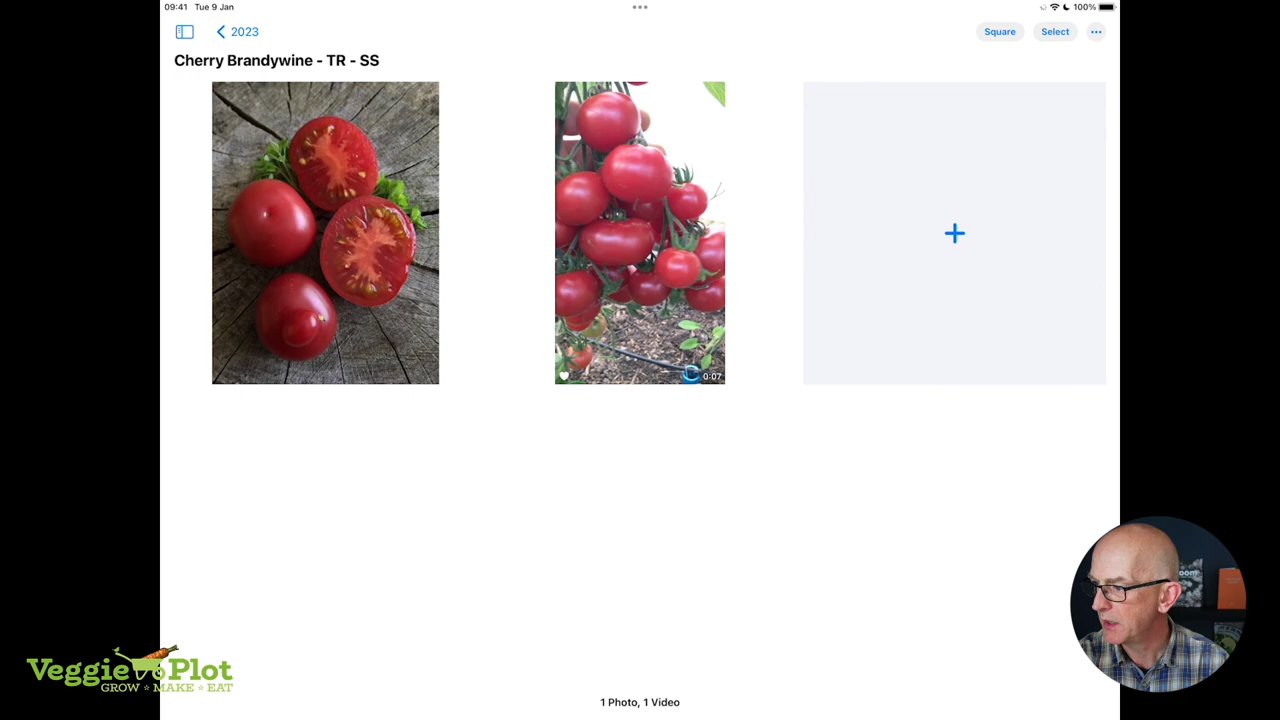 09:41 Tue 9 Jan
100%
2023
Square
Select
Cherry Brandywine - TR - SS
0:07
1 Photo, 1 Video
Veggie Plot
GROW ☆ MAKE ☆ EAT
oom